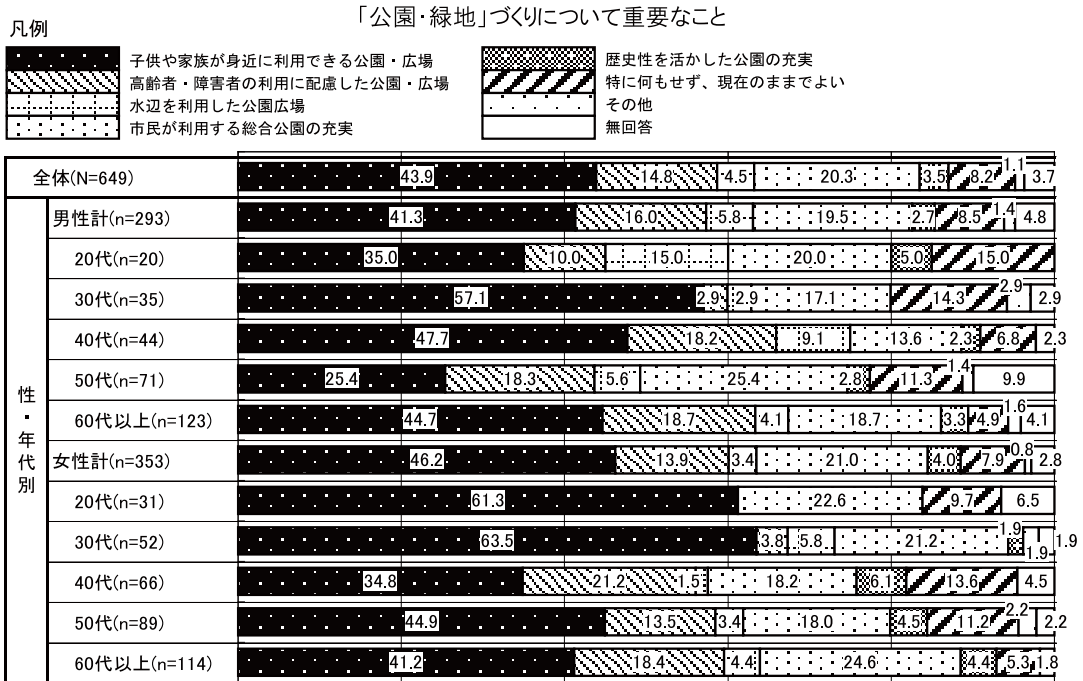 「公園・緑地」づくりについて重要なこと
凡例
子供や家族が身近に利用できる公園・広場
高齢者・障害者の利用に配慮した公園・広場
水辺を利用した公園広場
市民が利用する総合公園の充実
歴史性を活かした公園の充実
特に何もせず、現在のままでよい
その他
無回答
全体(N=649) 43.9 14.8 4.5 20.3 3.5 8.2 1.1 3.7
性・年代別
男性計(n=293) 41.3 16.0 5.8 19.5 2.7 8.5 1.4 4.8
20代(n=20) 35.0 10.0 15.0 20.0 5.0 15.0
30代(n=35) 57.1 2.9 2.9 17.1 14.3 2.9 2.9
40代(n=44) 47.7 18.2 9.1 13.6 2.3 6.8 2.3
50代(n=71) 25.4 18.3 5.6 25.4 2.8 11.3 1.4 9.9
60代以上(n=123) 44.7 18.7 4.1 18.7 3.3 4.9 1.6 4.1
女性計(n=353) 46.2 13.9 3.4 21.0 4.0 7.9 0.8 2.8
20代(n=31) 61.3 22.6 9.7 6.5
30代(n=52) 63.5 3.8 5.8 21.2 1.9 1.9 1.9
40代(n=66) 34.8 21.2 1.5 18.2 6.1 13.6 4.5
50代(n=89) 44.9 13.5 3.4 18.0 4.5 11.2 2.2 2.2
60代以上(n=114) 41.2 18.4 4.4 24.6 4.4 5.3 1.8